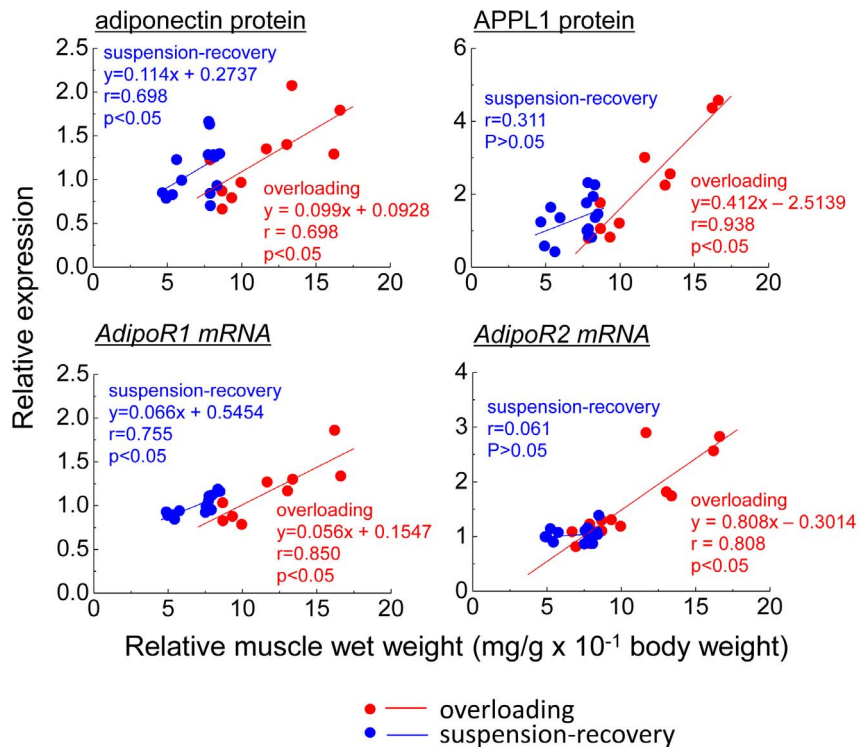 adiponectin protein
suspension-recovery
y=0.114x + 0.2737
r=0.698
p<0.05
overloading
y = 0.099x + 0.0928
r = 0.698
p<0.05
2.5
2.0
1.5
1.0
0.5
0.0
0 5 10 15 20
APPL1 protein
suspension-recovery
r=0.311
P>0.05
overloading
y=0.412x – 2.5139
r=0.938
p<0.05
6
4
2
0
0 5 10 15 20
Relative expression
AdipoR1 mRNA
suspension-recovery
y=0.066x + 0.5454
r=0.755
p<0.05
overloading
y=0.056x + 0.1547
r=0.850
p<0.05
2.5
2.0
1.5
1.0
0.5
0.0
0 5 10 15 20
AdipoR2 mRNA
suspension-recovery
r=0.061
P>0.05
overloading
y = 0.808x – 0.3014
r = 0.808
p<0.05
4
3
2
1
0
0 5 10 15 20
Relative muscle wet weight (mg/g x 10⁻¹ body weight)
overloading
suspension-recovery